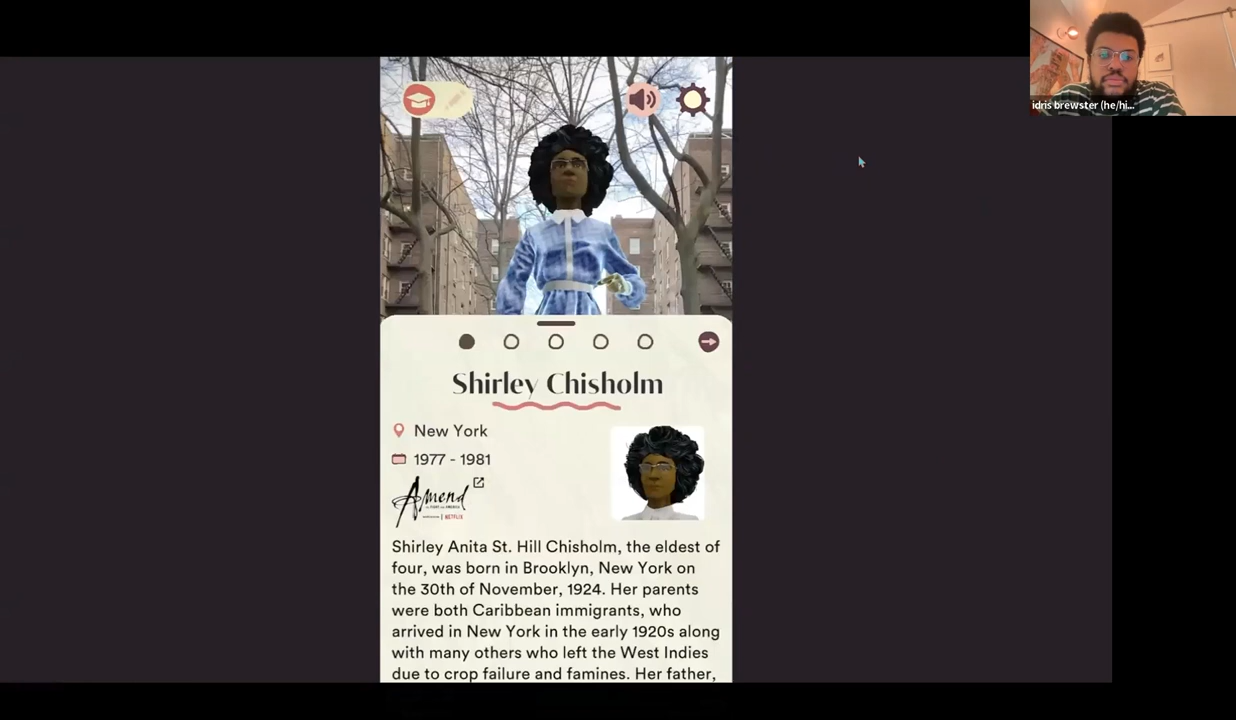 idris brewster (he/hi...
Shirley Chisholm
New York
1977 - 1981
Amend
NETFLIX
Shirley Anita St. Hill Chisholm, the eldest of
four, was born in Brooklyn, New York on
the 30th of November, 1924. Her parents
were both Caribbean immigrants, who
arrived in New York in the early 1920s along
with many others who left the West Indies
due to crop failure and famines. Her father,